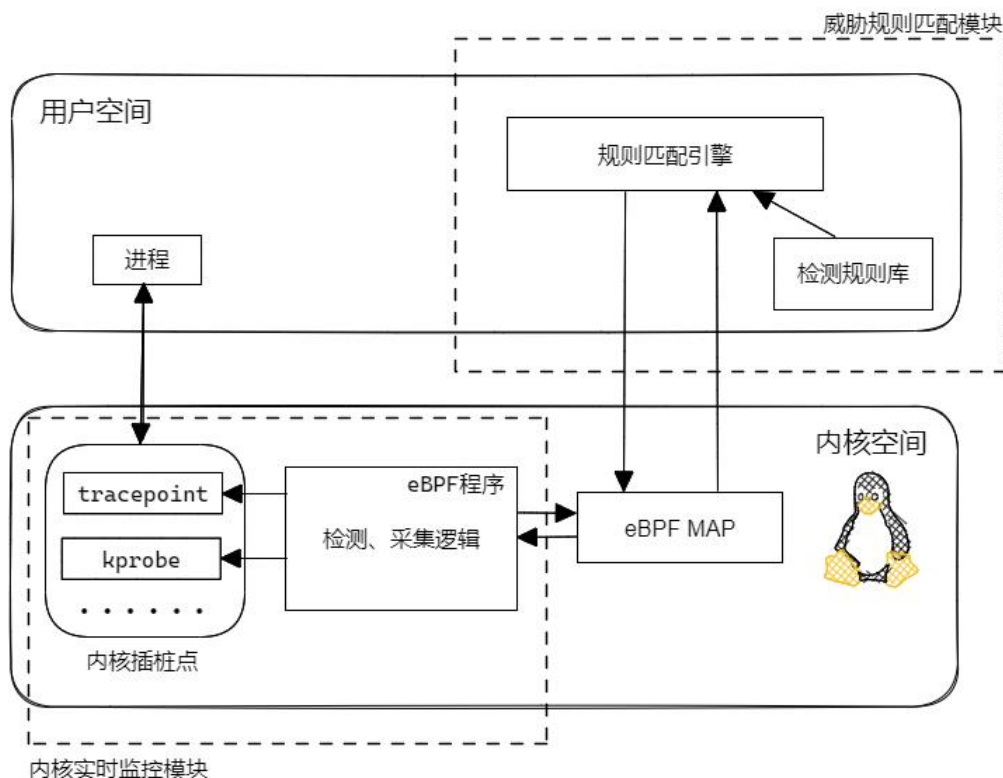 威胁规则匹配模块
用户空间
规则匹配引擎
进程
检测规则库
内核空间
tracepoint
eBPF程序
检测、采集逻辑
eBPF MAP
kprobe
······
内核插桩点
内核实时监控模块